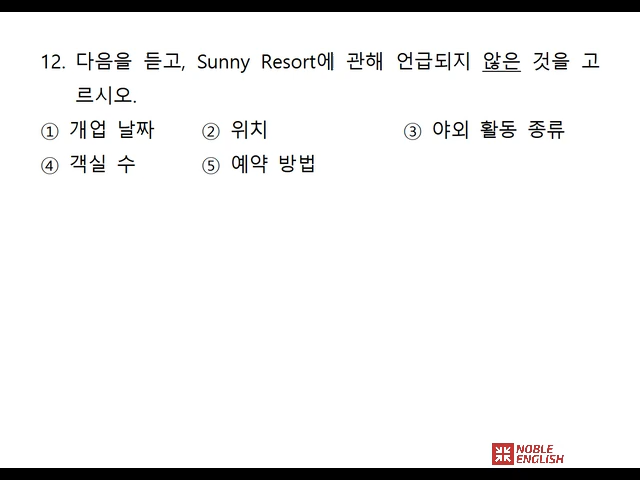 12. 다음을 듣고, Sunny Resort에 관해 언급되지 않은 것을 고
르시오.
① 개업 날짜 ② 위치 ③ 야외 활동 종류
④ 객실 수 ⑤ 예약 방법
NOBLE
ENGLISH